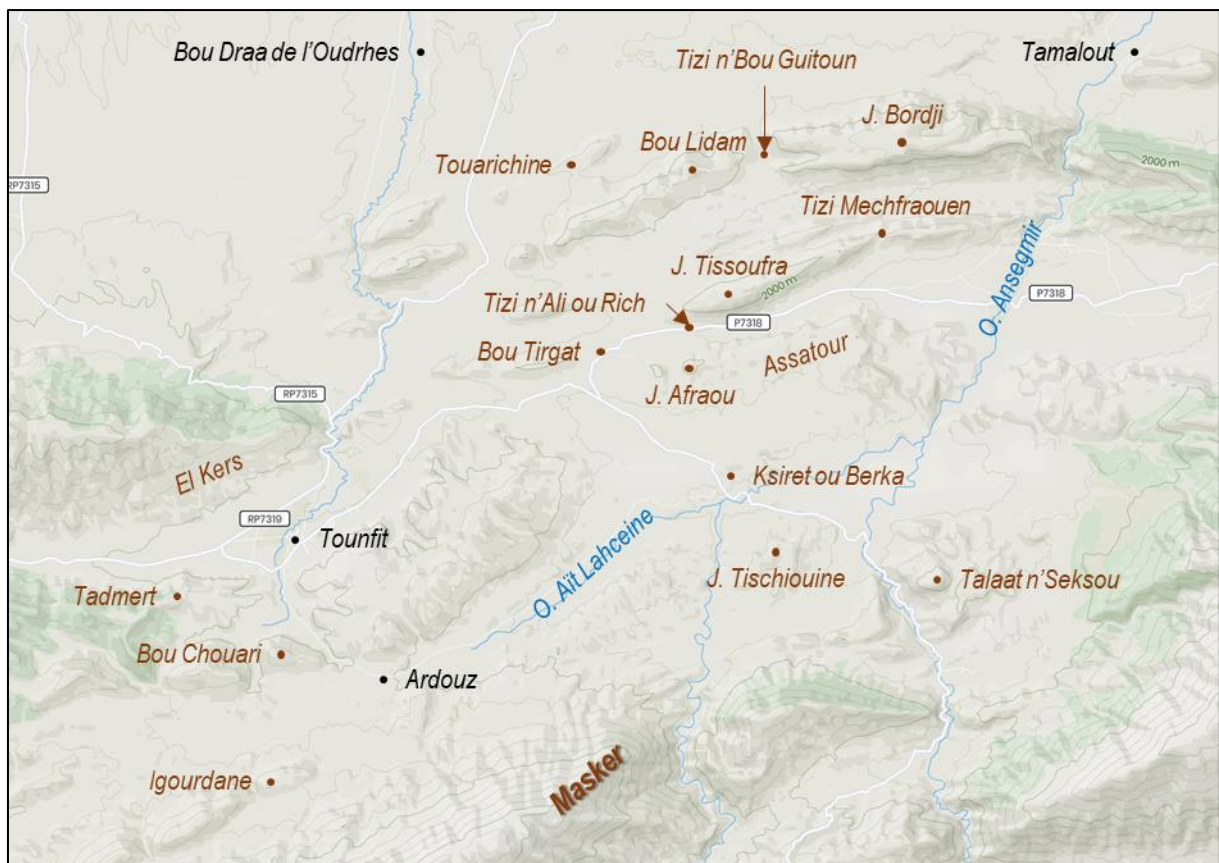 Bou Draa de l'Oudrhes
Tizi n'Bou Guitoun
Tamalout
J. Bordji
Bou Lidam
Touarichine
2000 m
RP7315
Tizi Mechfraouen
O. Ansegmir
J. Tissoufra
2000 m
Tizi n'Ali ou Rich
P7318
P7318
Bou Tirgat
Assatour
J. Afraou
RP7315
El Kers
Ksiret ou Berka
RP7319
Tounfit
O. Aït Lahceine
J. Tischiouine
Talaat n'Seksou
Tadmert
Bou Chouari
Ardouz
Igourdane
Masker